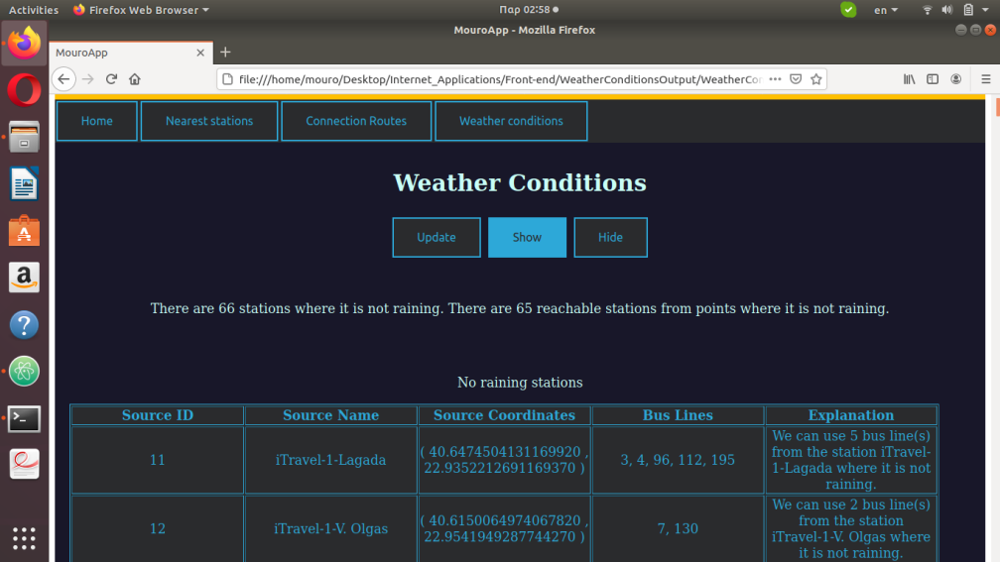 Activities Firefox Web Browser Παρ 02:58 en
MouroApp - Mozilla Firefox
MouroApp
file:///home/mouro/Desktop/Internet_Applications/Front-end/WeatherConditionsOutput/WeatherCor
Home Nearest stations Connection Routes Weather conditions
Weather Conditions
Update Show Hide
There are 66 stations where it is not raining. There are 65 reachable stations from points where it is not raining.
No raining stations
Source ID Source Name Source Coordinates Bus Lines Explanation
11 iTravel-1-Lagada ( 40.6474504131169920 , 22.9352212691169370 ) 3, 4, 96, 112, 195 We can use 5 bus line(s)
from the station iTravel-
1-Lagada where it is not
raining.
12 iTravel-1-V. Olgas ( 40.6150064974067820 , 22.9541949287744270 ) 7, 130 We can use 2 bus line(s)
from the station
iTravel-1-V. Olgas where
it is not raining.